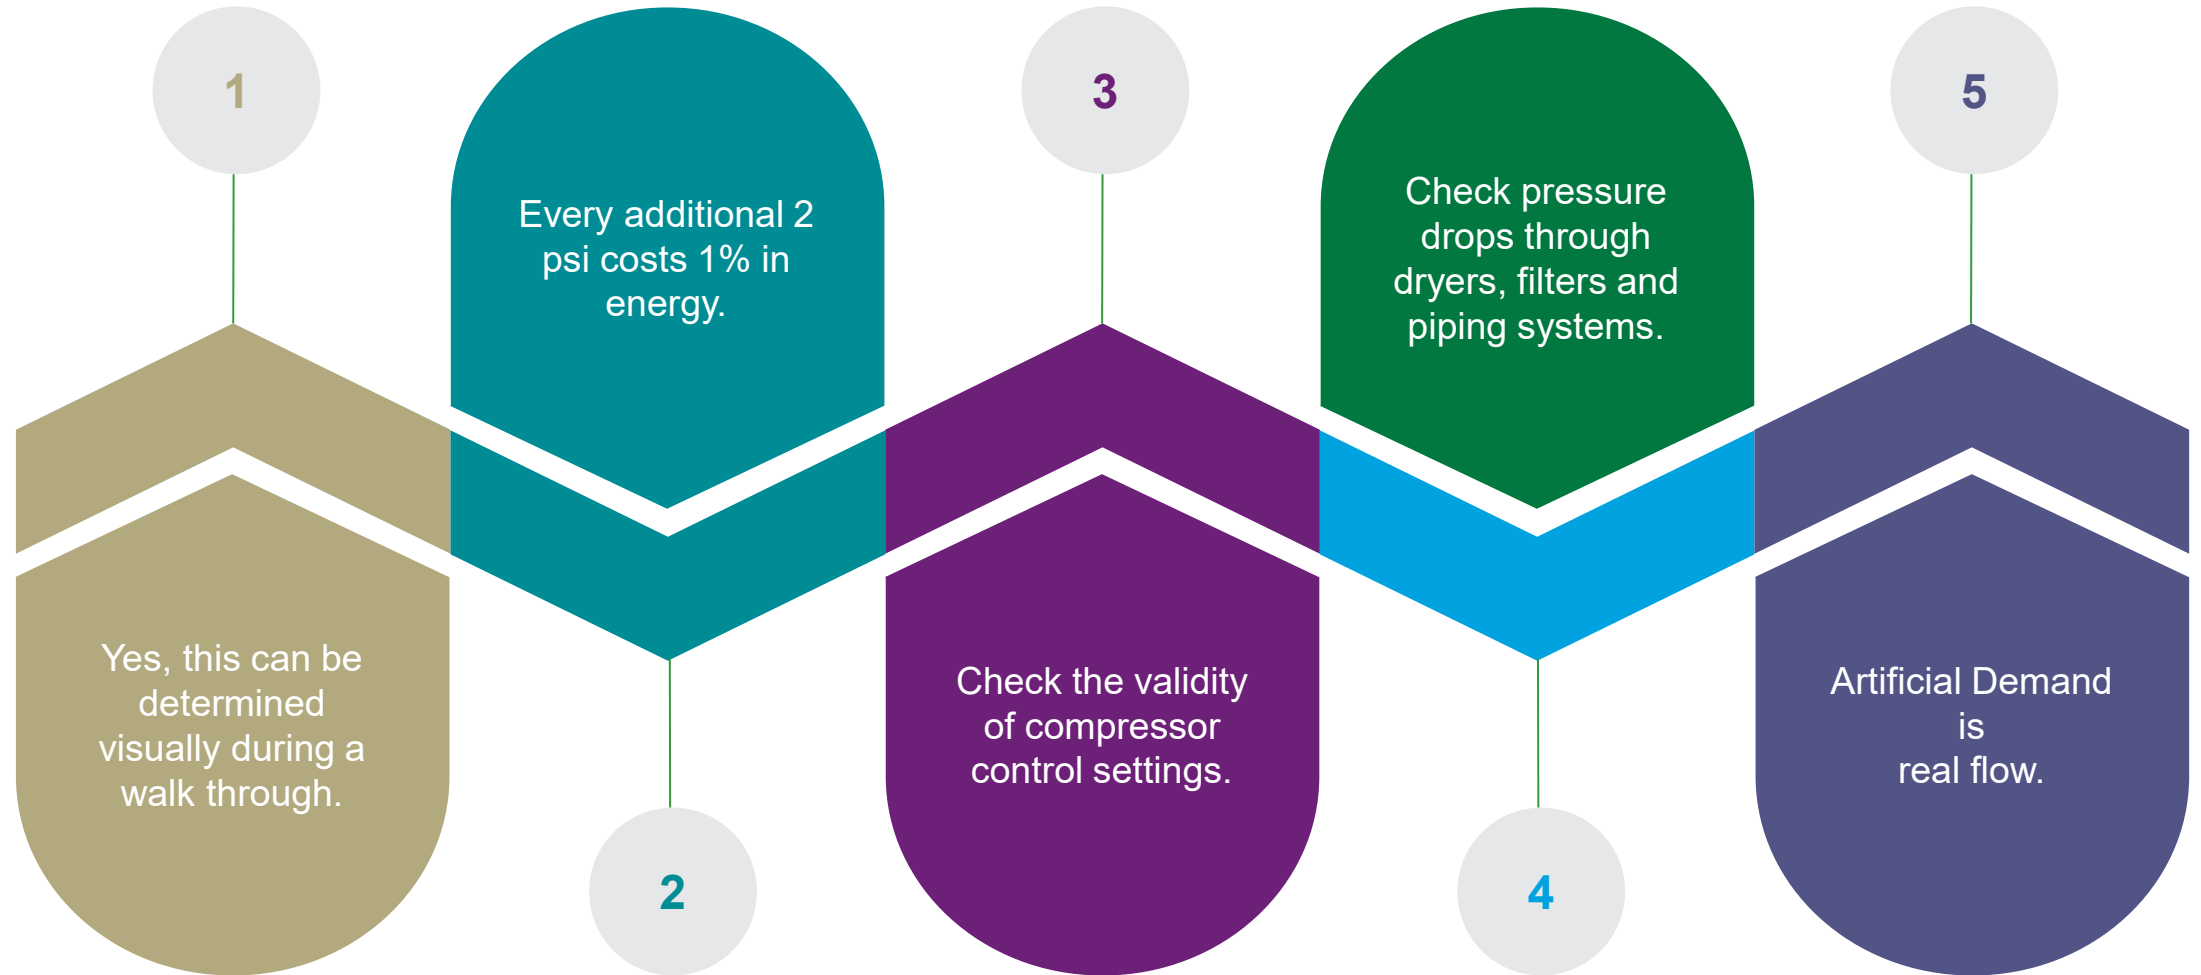 1
Yes, this can be
determined
visually during a
walk through.
Every additional 2
psi costs 1% in
energy.
2
3
Check the validity
of compressor
control settings.
Check pressure
drops through
dryers, filters and
piping systems.
4
5
Artificial Demand
is
real flow.